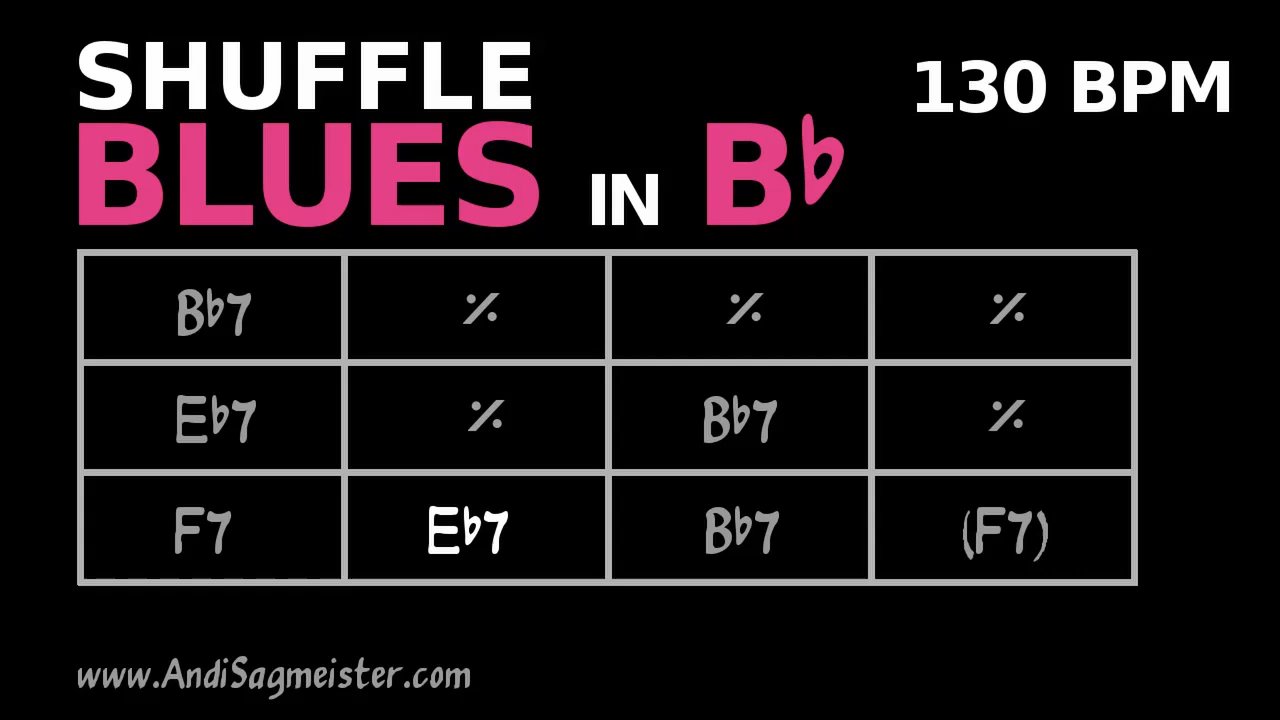 SHUFFLE
130 BPM
BLUES IN B♭
B♭7 ٪ ٪ ٪
E♭7 ٪ B♭7 ٪
F7 E♭7 B♭7 (F7)
www.AndiSagmeister.com